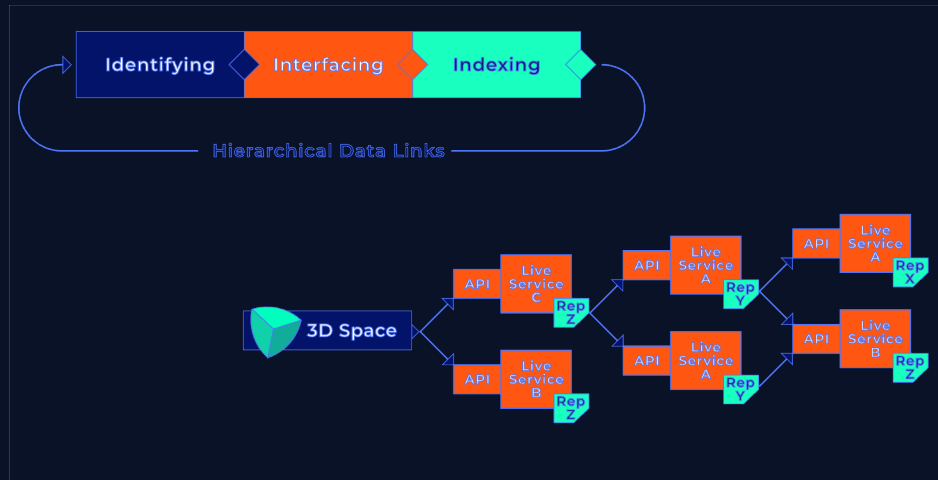 Identifying
Interfacing
Indexing
Hierarchical Data Links
3D Space
API
Live
Service
C
Rep
Z
API
Live
Service
B
Rep
Z
API
Live
Service
A
Rep
Y
API
Live
Service
A
Rep
Y
API
Live
Service
A
Rep
X
API
Live
Service
B
Rep
Z